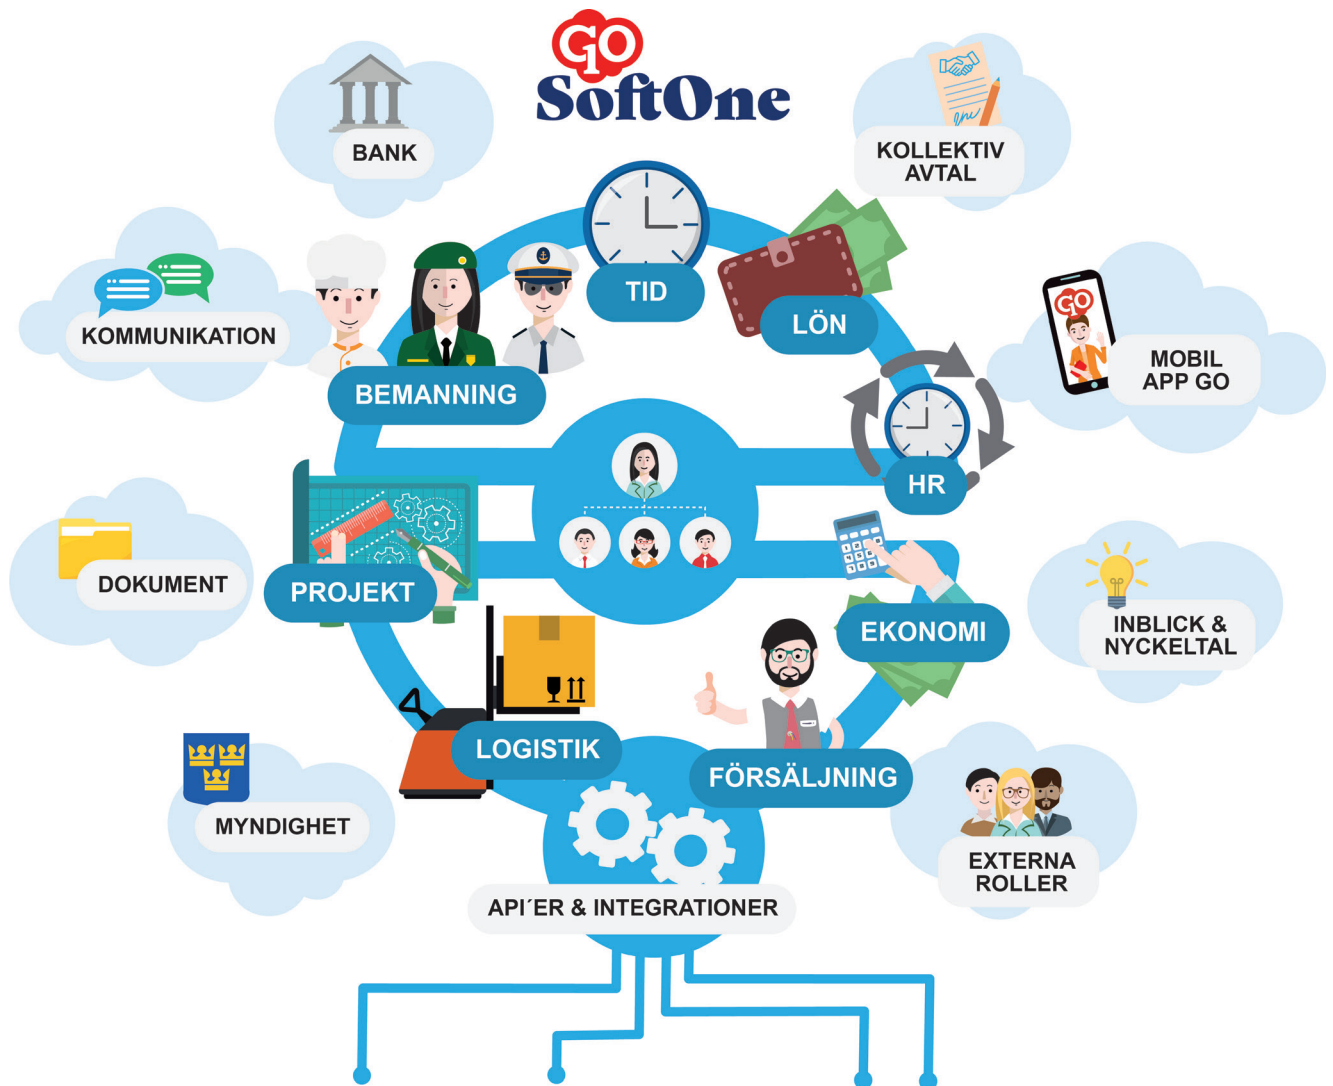 GO
SoftOne
BANK
KOLLEKTIV
AVTAL
KOMMUNIKATION
TID
LÖN
GO
MOBIL
APP GO
BEMANNING
HR
DOKUMENT
PROJEKT
EKONOMI
INBLICK &
NYCKELTAL
LOGISTIK
FÖRSÄLJNING
MYNDIGHET
EXTERNA
ROLLER
API´ER & INTEGRATIONER